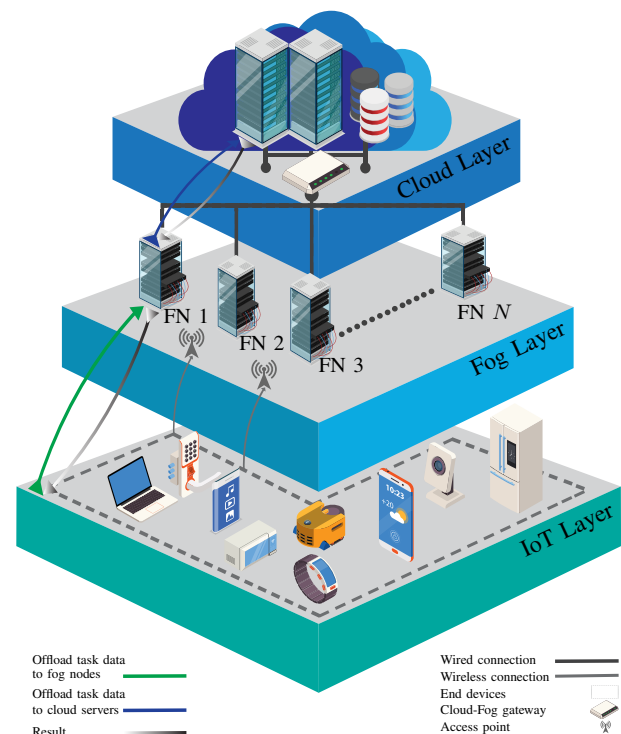 Cloud Layer
FN 1
FN 2
FN 3
FN N
Fog Layer
10:23
+20
IoT Layer
Offload task data
to fog nodes
Offload task data
to cloud servers
Result
Wired connection
Wireless connection
End devices
Cloud-Fog gateway
Access point